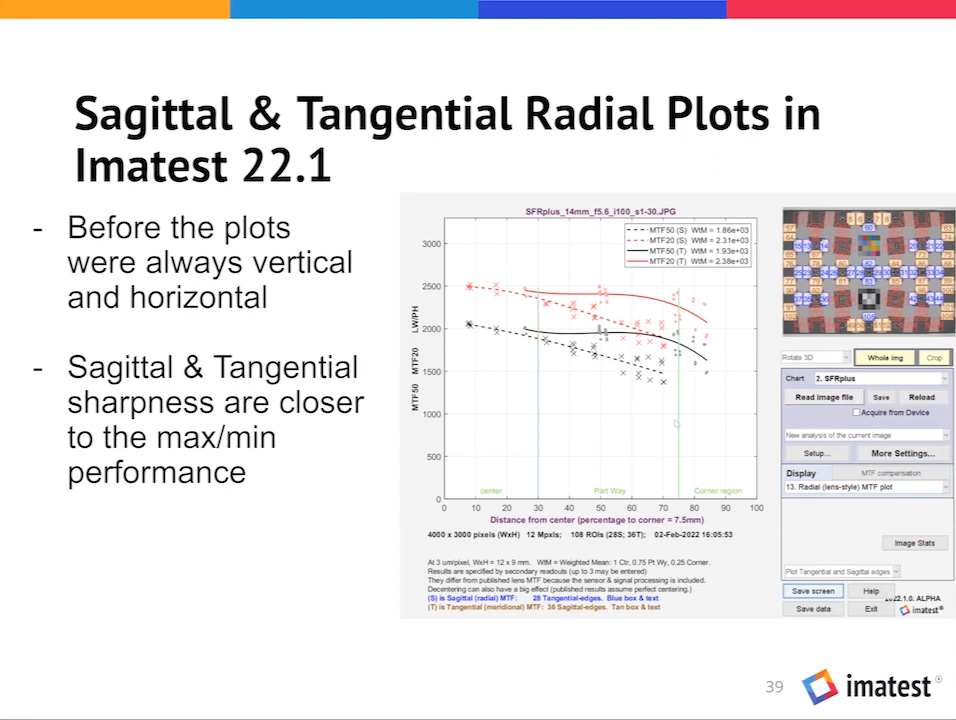 Sagittal & Tangential Radial Plots in
Imatest 22.1
- Before the plots
were always vertical
and horizontal
- Sagittal & Tangential
sharpness are closer
to the max/min
performance
SFRplus_14mm_f5.6_i100_s1-30.JPG
MTF50 (S) WtM = 1.86e+03
MTF20 (S) WtM = 2.31e+03
MTF50 (T) WtM = 1.93e+03
MTF20 (T) WtM = 2.38e+03
3000
2500
2000
1500
1000
500
0
MTF50 MTF20 LW/PH
center
Part Way
Corner region
0 10 20 30 40 50 60 70 80 90 100
Distance from center (percentage to corner = 7.5mm)
4000 x 3000 pixels (WxH) 12 Mpxls; 108 ROIs (28S; 36T); 02-Feb-2022 16:05:53
At 3 um/pixel, WxH = 12 x 9 mm. WtM = Weighted Mean: 1 Ctr, 0.75 Pt Wy, 0.25 Corner.
Results are specified by secondary readouts (up to 3 may be entered)
They differ from published lens MTF because the sensor & signal processing is included.
Decentering can also have a big effect (published results assume perfect centering.)
(S) is Sagittal (radial) MTF: 28 Tangential-edges. Blue box & text
(T) is Tangential (meridional) MTF: 36 Sagittal-edges. Tan box & text
Rotate 3D
Whole img
Crop
Chart 2. SFRplus
Read image file
Save
Reload
Acquire from Device
New analysis of the current image
Setup...
More Settings...
Display
MTF compensation
13. Radial (lens-style) MTF plot
Image Stats
Plot Tangential and Sagittal edges
Save screen
Help
Save data
Exit
2022.1.0. ALPHA
imatest®
39
imatest®